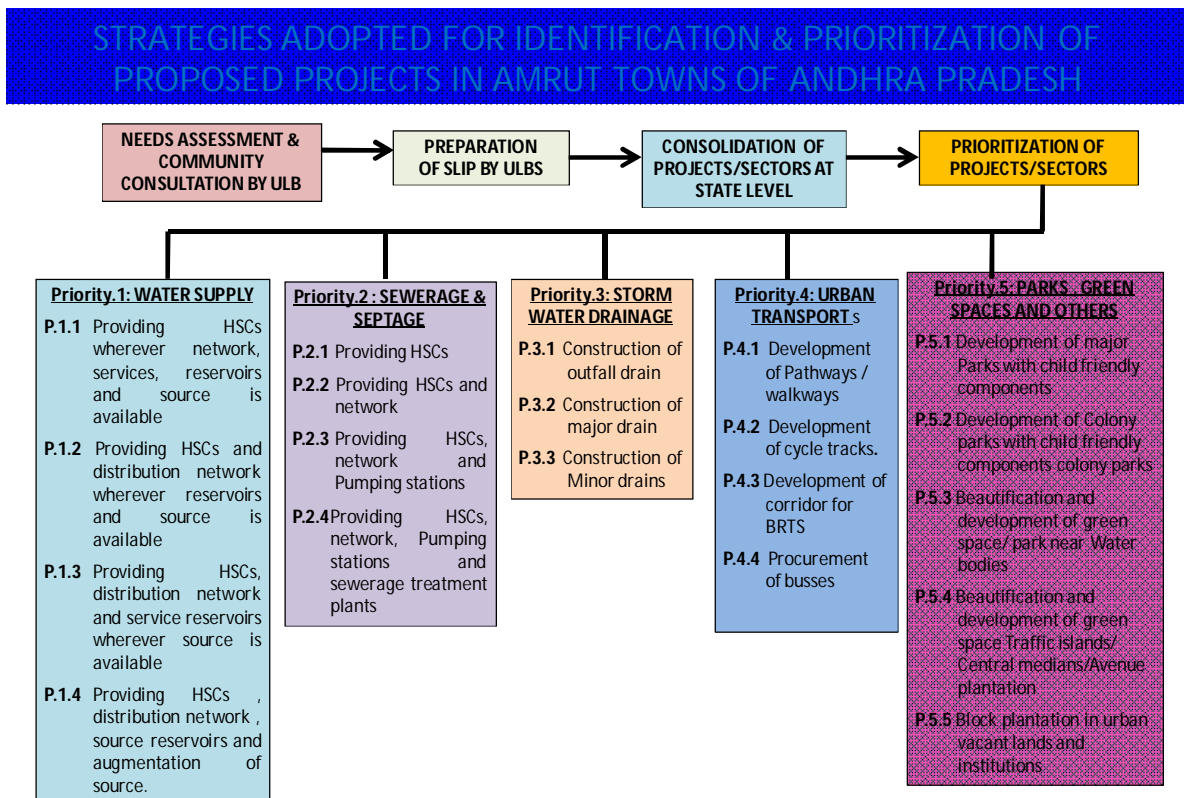 STRATEGIES ADOPTED FOR IDENTIFICATION & PRIORITIZATION OF
PROPOSED PROJECTS IN AMRUT TOWNS OF ANDHRA PRADESH
NEEDS ASSESSMENT &
COMMUNITY
CONSULTATION BY ULB
PREPARATION
OF SLIP BY ULBS
CONSOLIDATION OF
PROJECTS/SECTORS AT
STATE LEVEL
PRIORITIZATION OF
PROJECTS/SECTORS
Priority.1: WATER SUPPLY
P.1.1 Providing HSCs
wherever network,
services, reservoirs
and source is
available
P.1.2 Providing HSCs and
distribution network
wherever reservoirs
and source is
available
P.1.3 Providing HSCs,
distribution network
and service reservoirs
wherever source is
available
P.1.4 Providing HSCs ,
distribution network ,
source reservoirs and
augmentation of
source.
Priority.2 : SEWERAGE &
SEPTAGE
P.2.1 Providing HSCs
P.2.2 Providing HSCs and
network
P.2.3 Providing HSCs,
network and
Pumping stations
P.2.4 Providing HSCs,
network, Pumping
stations and
sewerage treatment
plants
Priority.3: STORM
WATER DRAINAGE
P.3.1 Construction of
outfall drain
P.3.2 Construction of
major drain
P.3.3 Construction of
Minor drains
Priority.4: URBAN
TRANSPORT s
P.4.1 Development
of Pathways /
walkways
P.4.2 Development
of cycle tracks.
P.4.3 Development of
corridor for
BRTS
P.4.4 Procurement
of busses
Priority.5: PARKS , GREEN
SPACES AND OTHERS
P.5.1 Development of major
Parks with child friendly
components
P.5.2 Development of Colony
parks with child friendly
components colony parks
P.5.3 Beautification and
development of green
space/ park near Water
bodies
P.5.4 Beautification and
development of green
space Traffic islands/
Central medians/Avenue
plantation
P.5.5 Block plantation in urban
vacant lands and
institutions